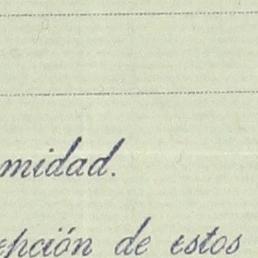 midad.
epción de estos